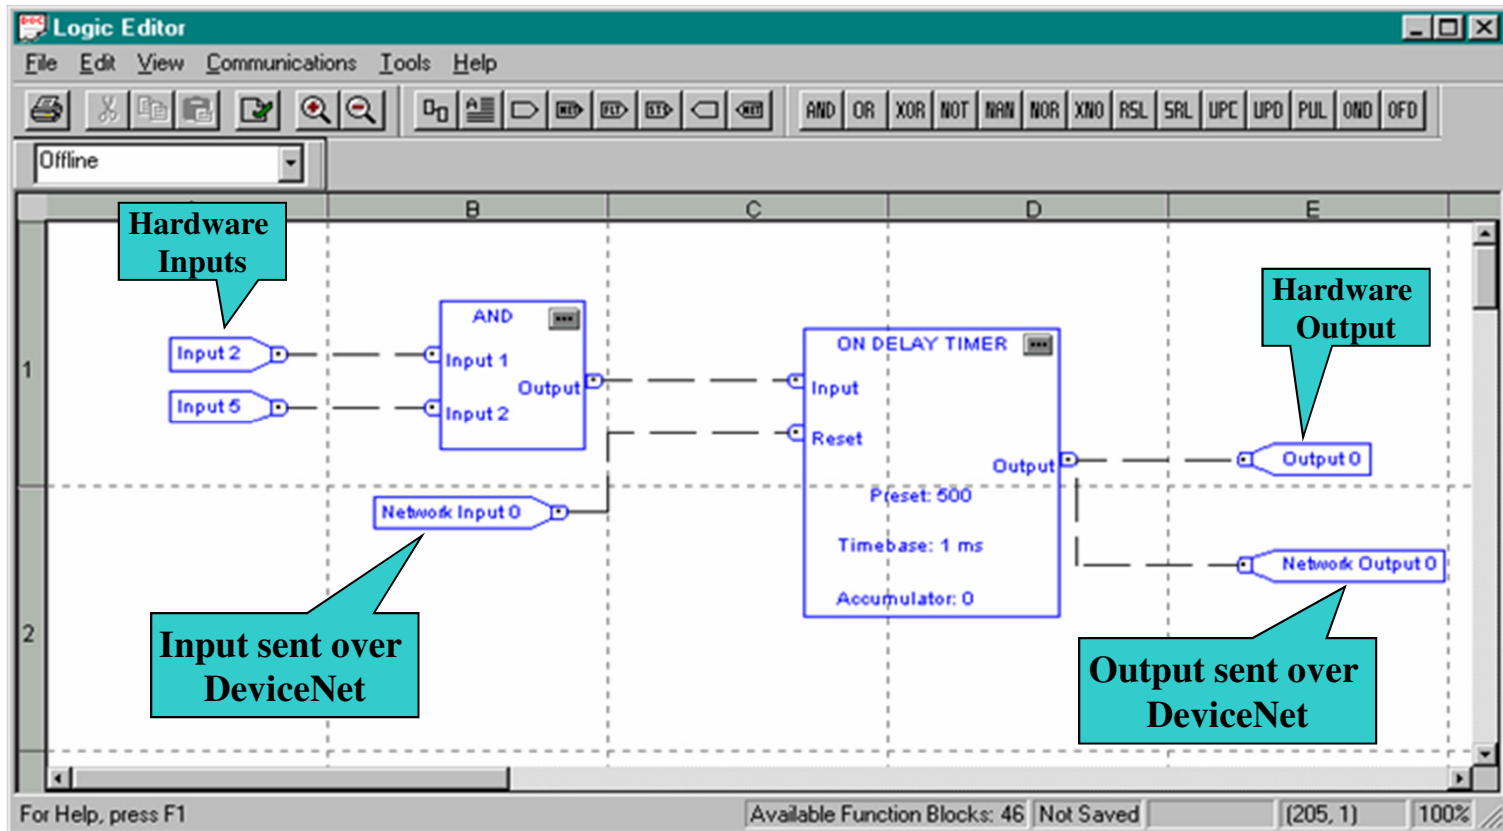 Logic Editor
File Edit View Communications Tools Help
AND OR XOR NOT NAN NOR XNO RSL SRL UPC UPD PUL OND OFD
Offline
B C D E
Hardware
Inputs
Hardware
Output
1
AND
Input 2
Input 1
Output
Input 5
Input 2
ON DELAY TIMER
Input
Reset
Output
Preset: 500
Timebase: 1 ms
Accumulator: 0
Output 0
Network Input 0
Network Output 0
2
Input sent over
DeviceNet
Output sent over
DeviceNet
For Help, press F1
Available Function Blocks: 46
Not Saved
(205, 1)
100%